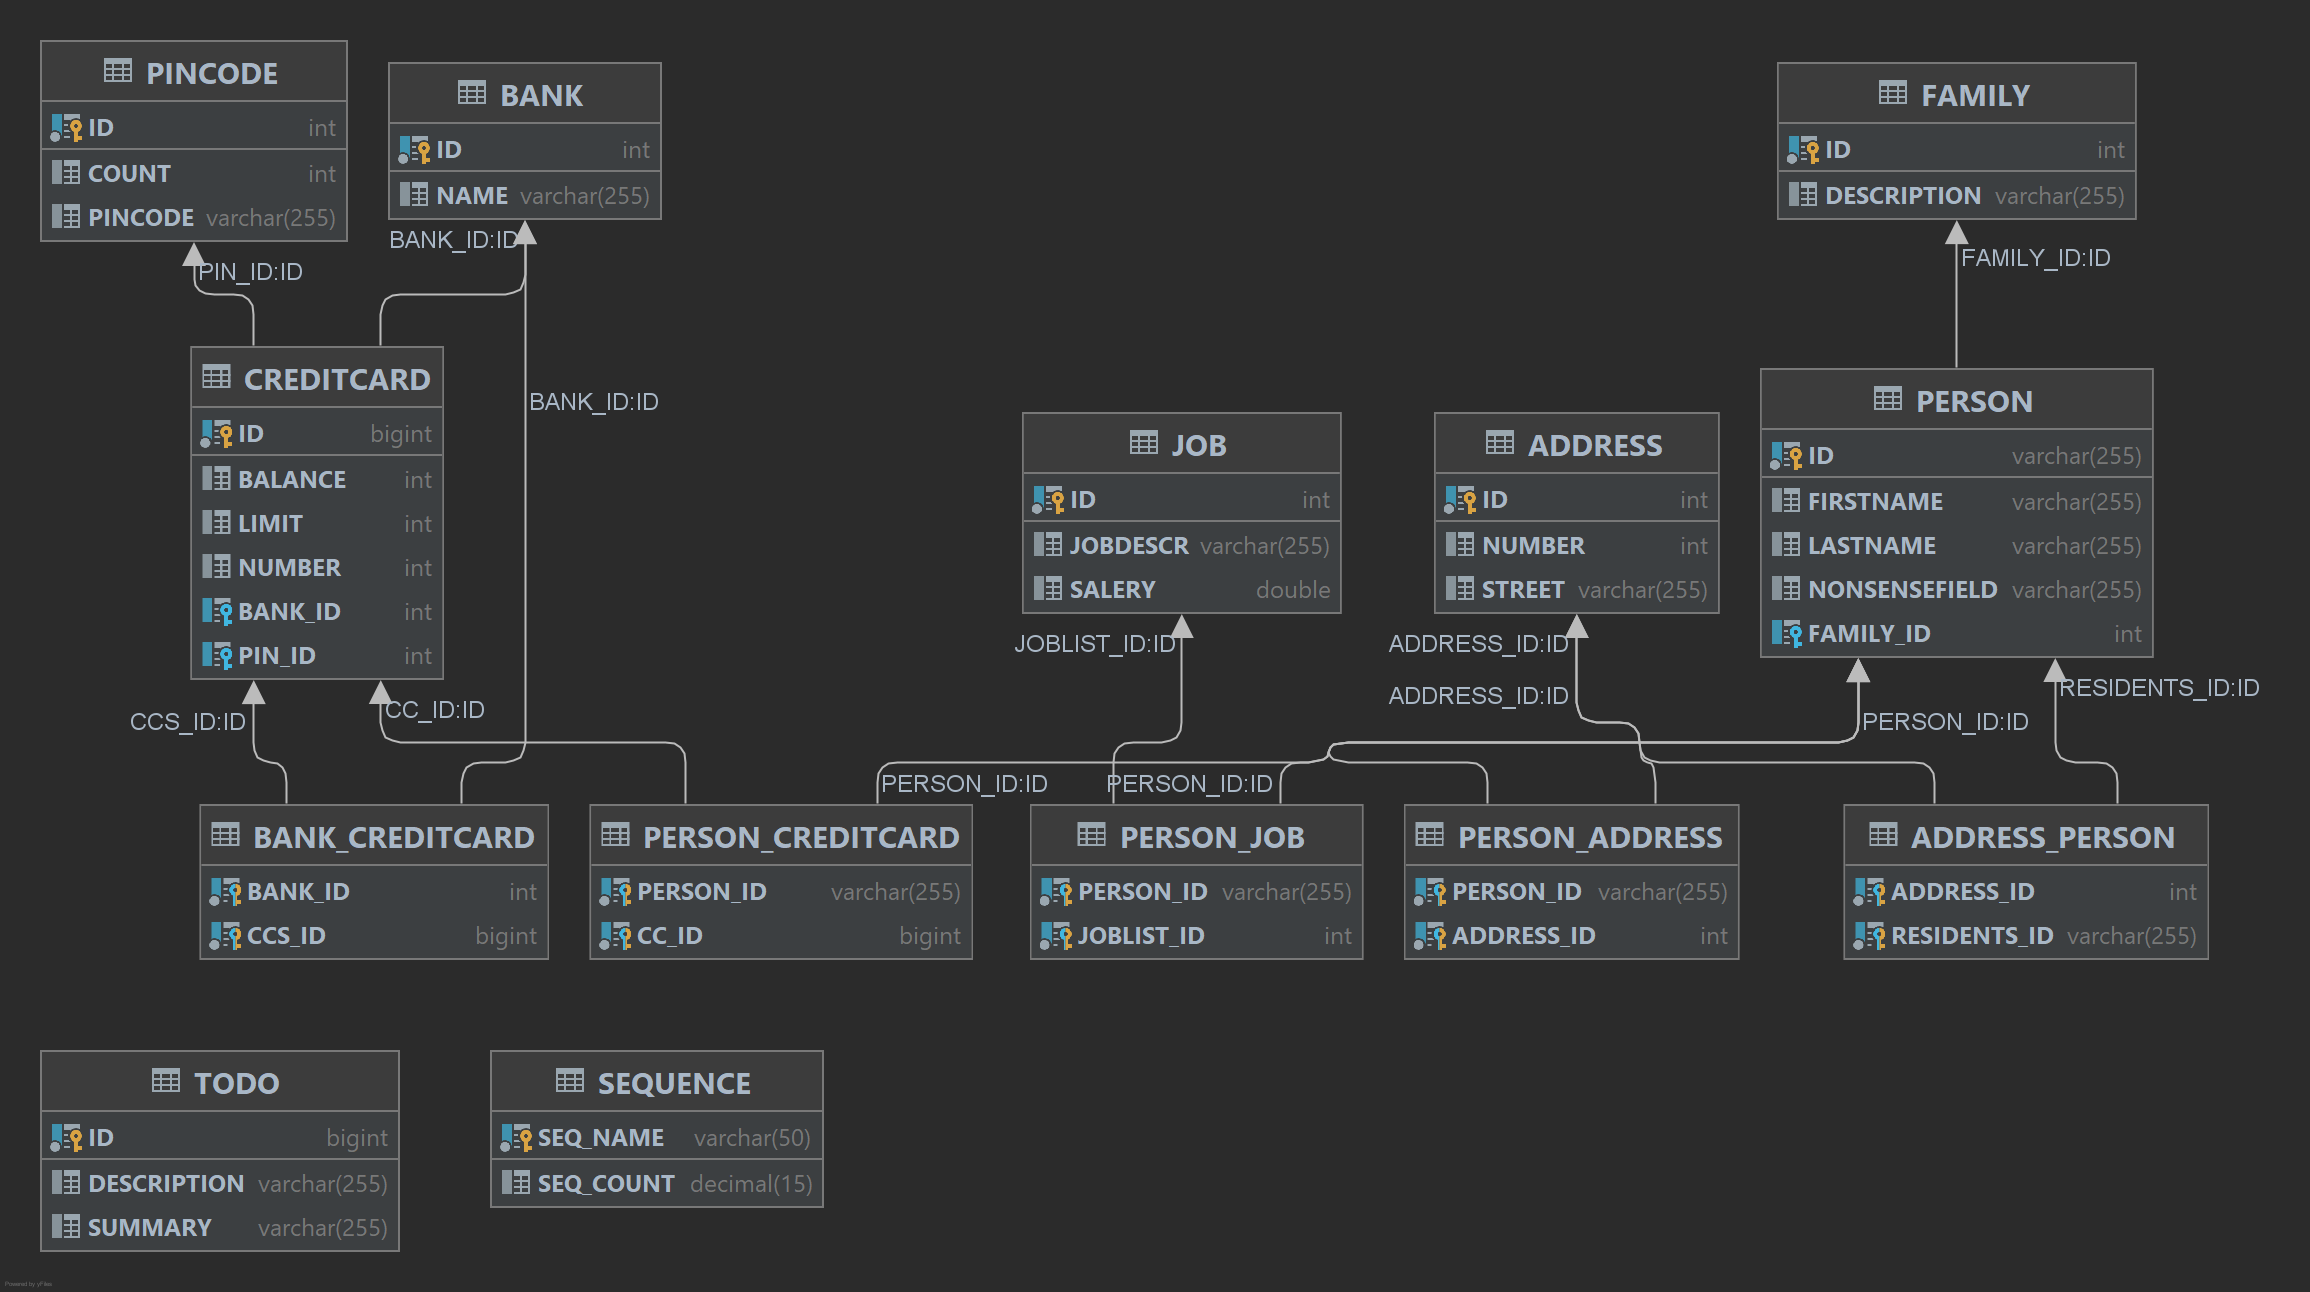 PINCODE
ID int
COUNT int
PINCODE varchar(255)
BANK
ID int
NAME varchar(255)
FAMILY
ID int
DESCRIPTION varchar(255)
BANK_ID:ID
PIN_ID:ID
FAMILY_ID:ID
CREDITCARD
ID bigint
BALANCE int
LIMIT int
NUMBER int
BANK_ID int
PIN_ID int
BANK_ID:ID
JOB
ID int
JOBDESCR varchar(255)
SALERY double
ADDRESS
ID int
NUMBER int
STREET varchar(255)
PERSON
ID varchar(255)
FIRSTNAME varchar(255)
LASTNAME varchar(255)
NONSENSEFIELD varchar(255)
FAMILY_ID int
JOBLIST_ID:ID
ADDRESS_ID:ID
ADDRESS_ID:ID
RESIDENTS_ID:ID
CCS_ID:ID
CC_ID:ID
PERSON_ID:ID
PERSON_ID:ID
PERSON_ID:ID
BANK_CREDITCARD
BANK_ID int
CCS_ID bigint
PERSON_CREDITCARD
PERSON_ID varchar(255)
CC_ID bigint
PERSON_JOB
PERSON_ID varchar(255)
JOBLIST_ID int
PERSON_ADDRESS
PERSON_ID varchar(255)
ADDRESS_ID int
ADDRESS_PERSON
ADDRESS_ID int
RESIDENTS_ID varchar(255)
TODO
ID bigint
DESCRIPTION varchar(255)
SUMMARY varchar(255)
SEQUENCE
SEQ_NAME varchar(50)
SEQ_COUNT decimal(15)
Powered by yFiles